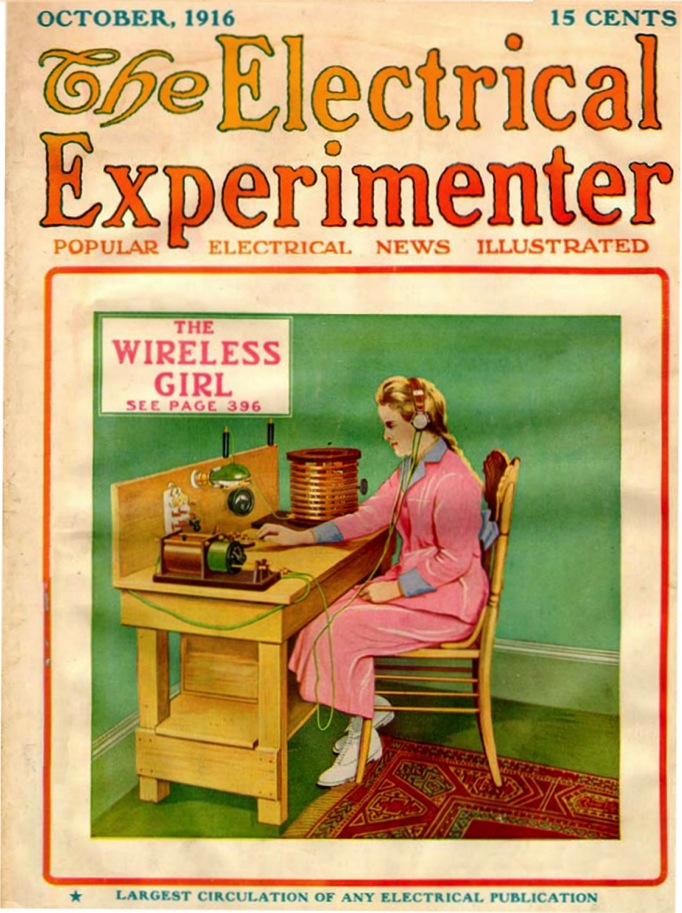 OCTOBER, 1916 15 CENTS
The Electrical
Experimenter
POPULAR ELECTRICAL NEWS ILLUSTRATED
THE
WIRELESS
GIRL
SEE PAGE 396
★ LARGEST CIRCULATION OF ANY ELECTRICAL PUBLICATION